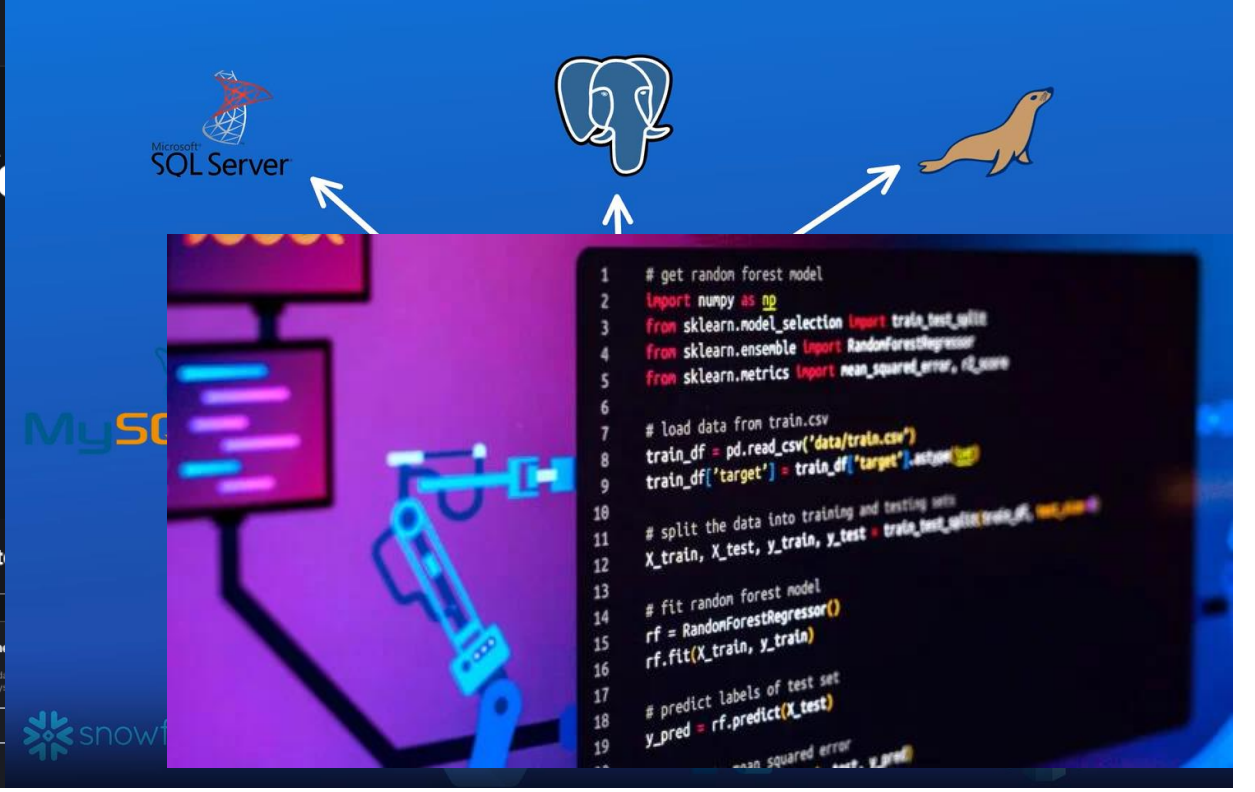 Microsoft
SQL Server
MySQ
snowf
1 # get random forest model
2 import numpy as np
3 from sklearn.model_selection import train_test_split
4 from sklearn.ensemble import RandomForestRegressor
5 from sklearn.metrics import mean_squared_error, r2_score
6
7 # load data from train.csv
8 train_df = pd.read_csv("data/train.csv")
9 train_df['target'] = train_df['target'].astype(int)
10
11 # split the data into training and testing sets
12 X_train, X_test, y_train, y_test = train_test_split(train_df,
13
14 # fit random forest model
15 rf = RandomForestRegressor()
16 rf.fit(X_train, y_train)
17
18 # predict labels of test set
19 y_pred = rf.predict(X_test)
mean squared error
y_pred)